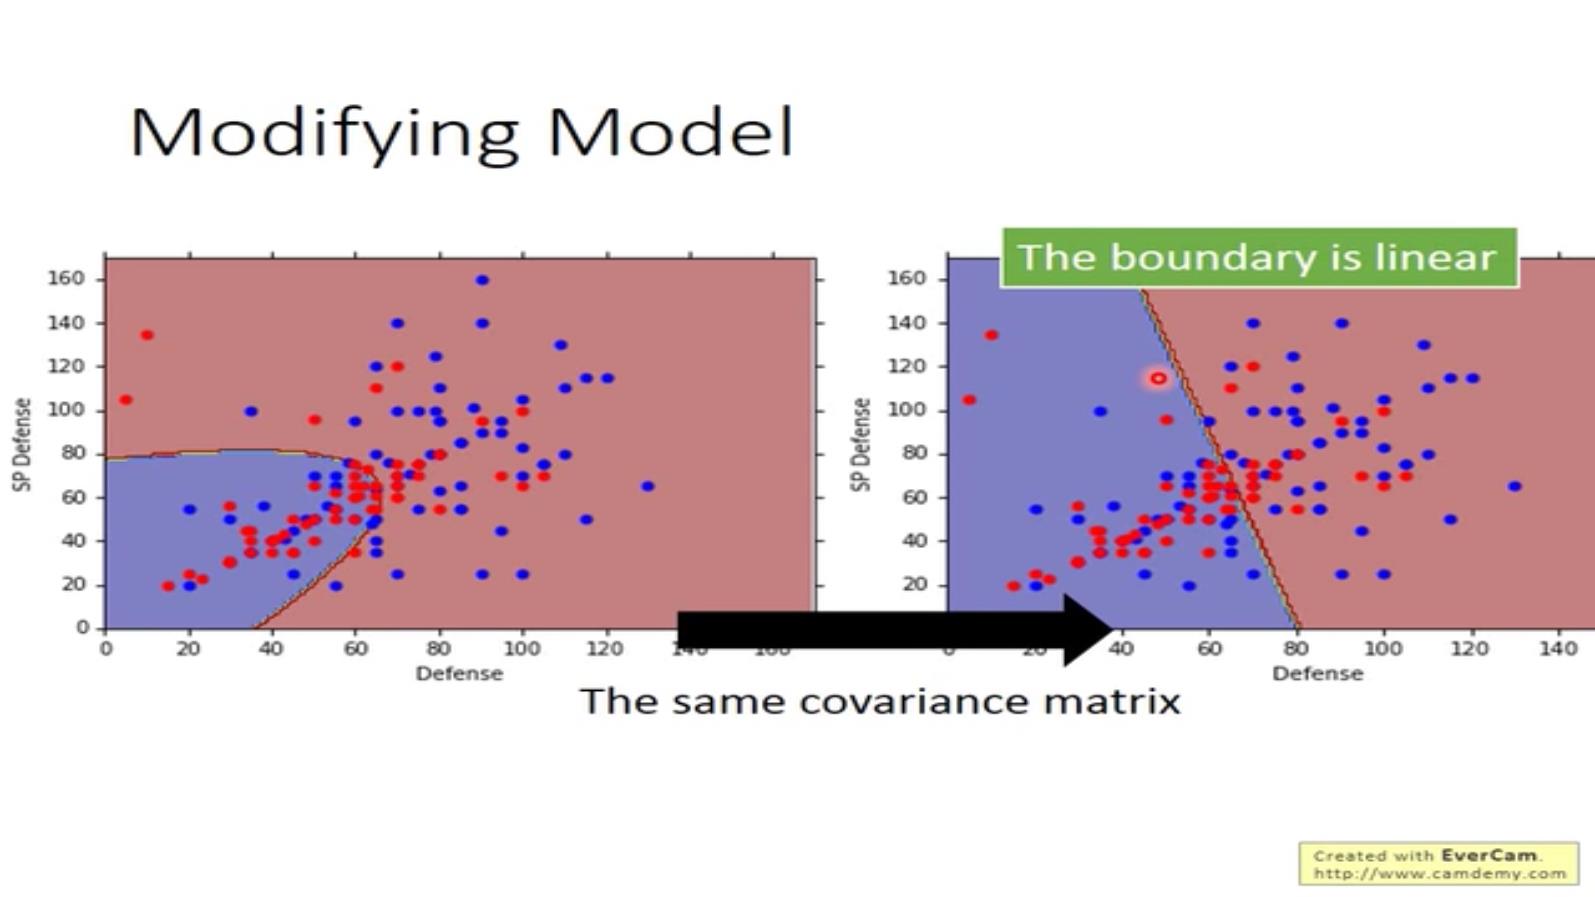 Modifying Model
The boundary is linear
160
140
120
100
80
60
40
20
0
SP Defense
0 20 40 60 80 100 120 140 160
Defense
160
140
120
100
80
60
40
20
SP Defense
0 20 40 60 80 100 120 140
Defense
The same covariance matrix
Created with EverCam.
http://www.camdemy.com